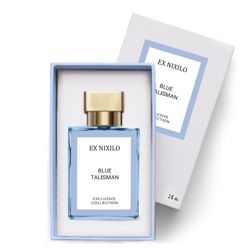 EX NIXILO
BLUE
TALISMAN
EX NIXILO
BLUE
TALISMAN
EXCLUSIVE
COLLECTION